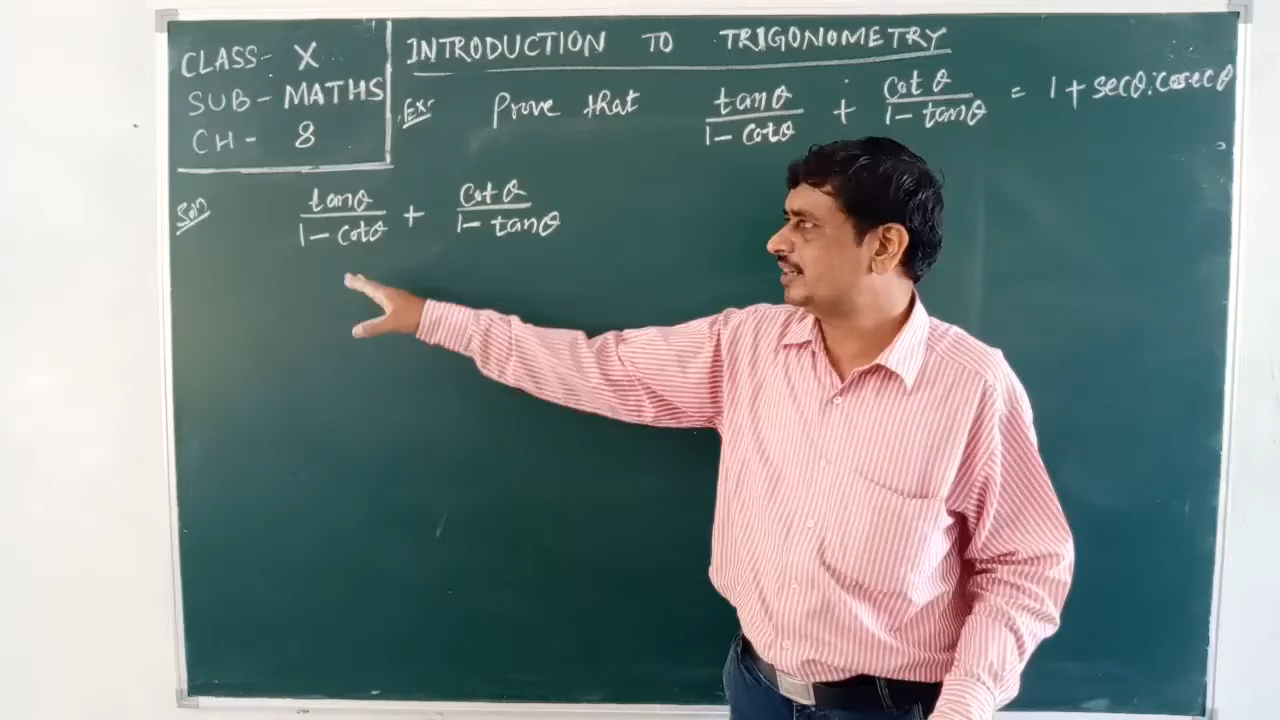 CLASS- X
SUB- MATHS
CH- 8
INTRODUCTION TO TRIGONOMETRY
Ex: Prove that tanθ/1- cotθ + cotθ/1- tanθ = 1 + secθ.cosecθ
Soln tanθ/1- cotθ + cotθ/1- tanθ